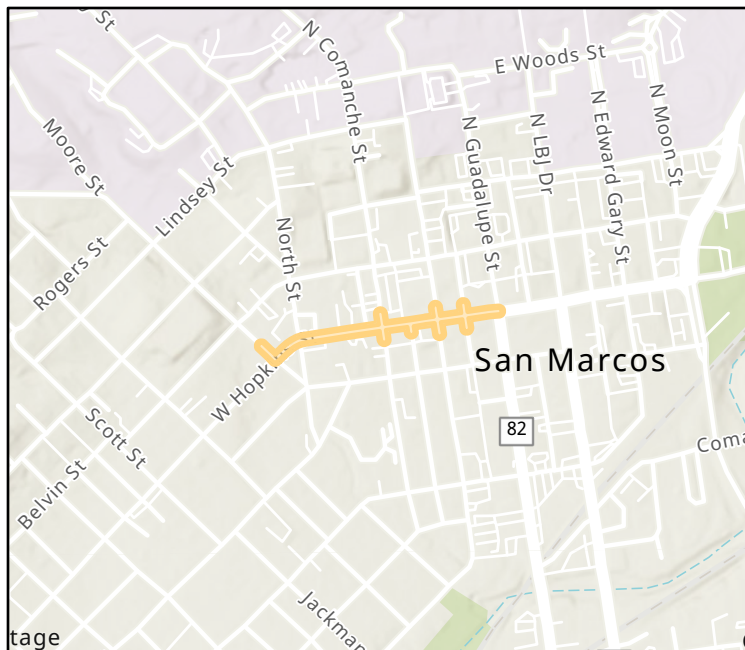 y St
N Comanche St
E Woods St
N Moon St
N Edward Gary St
N LBJ Dr
N Guadalupe St
Moore St
Lindsey St
Rogers St
North St
San Marcos
W Hopk
82
Scott St
Belvin St
Coma
Jackman
tage